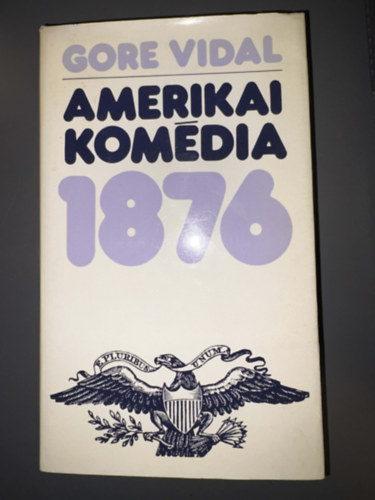 GORE VIDAL
AMERIKAI
KOMÉDIA
1876
E PLURIBUS UNUM